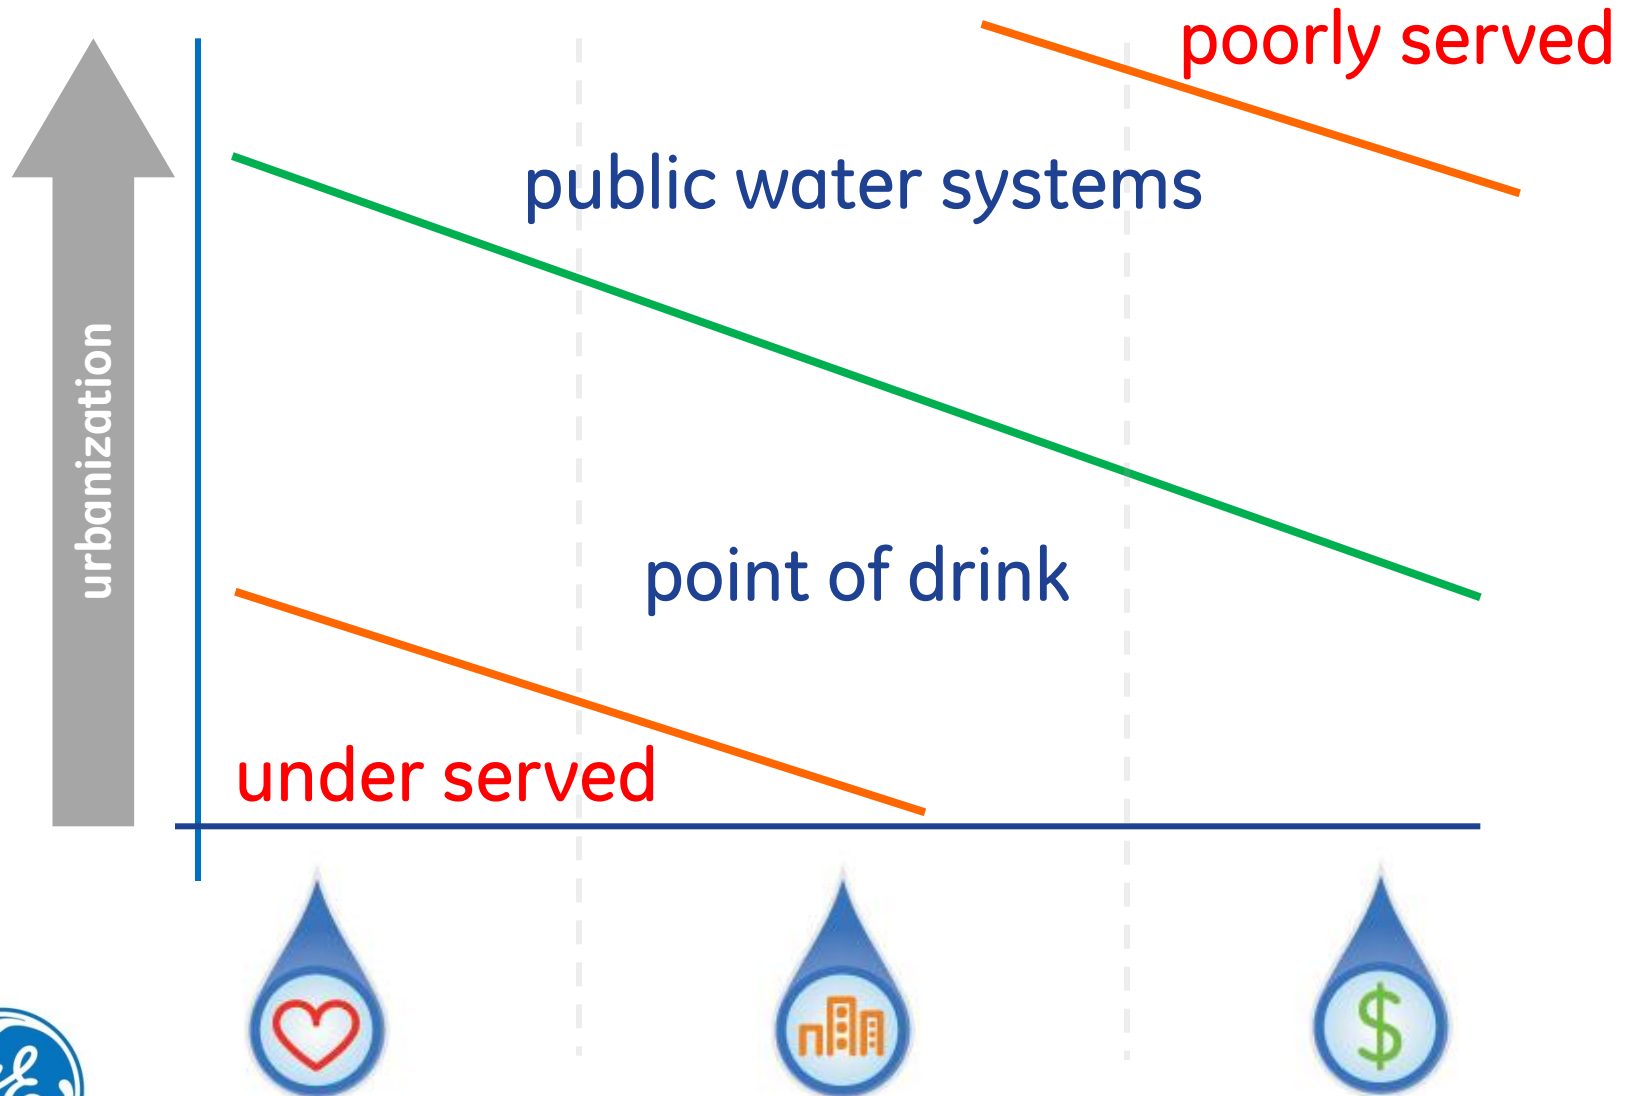 poorly served
public water systems
urbanization
point of drink
under served
$